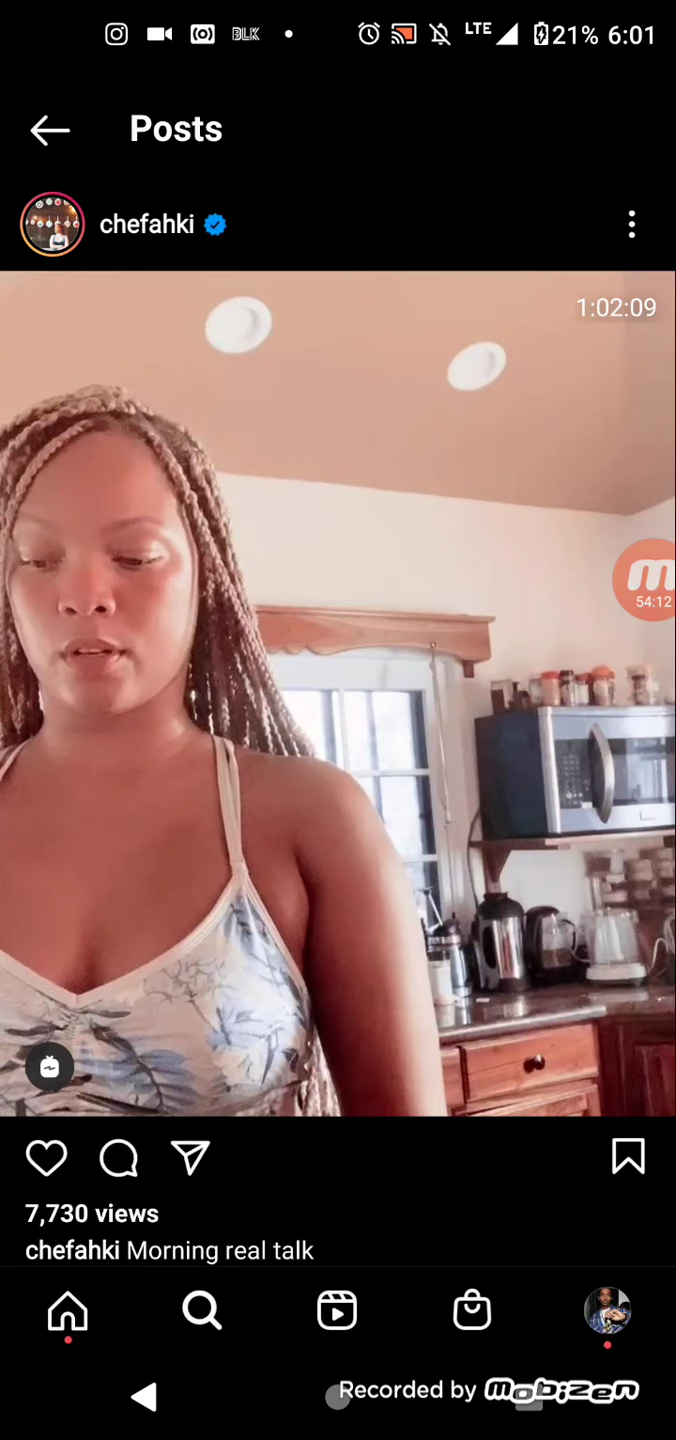 BLK LTE 21% 6:01
Posts
chefahki
1:02:09
54:12
7,730 views
chefahki Morning real talk
Recorded by mobizen